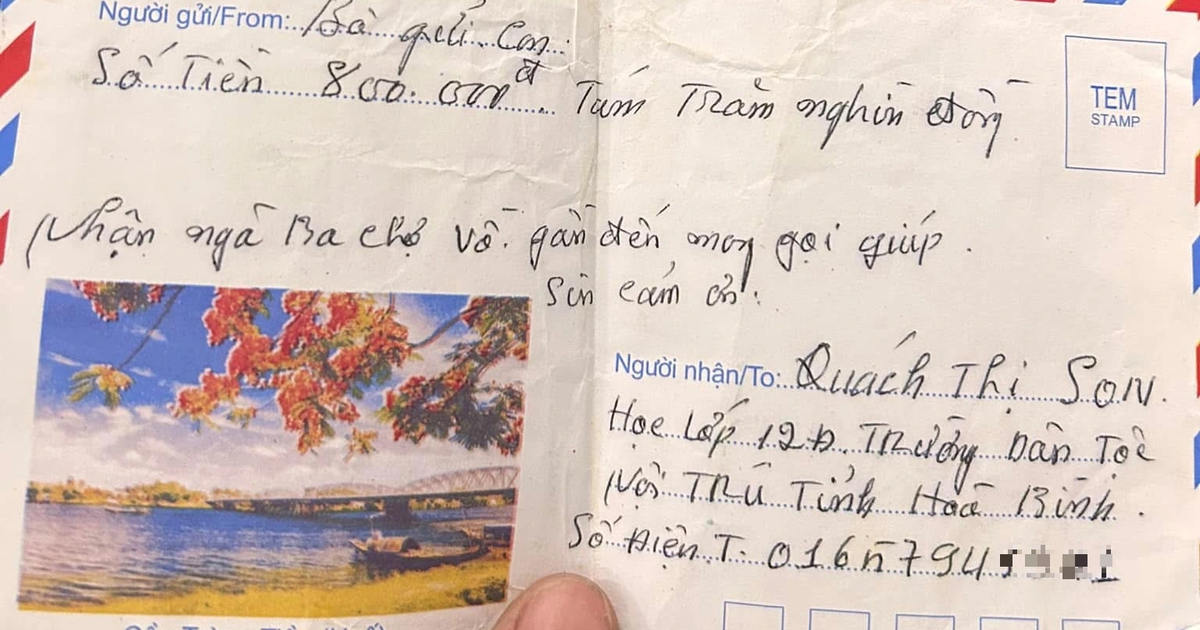 Người gửi/From: Bà gửi Con
Số Tiền 800.000đ. Tám Trăm nghìn đồng
TEM
STAMP
Nhận ngã Ba chợ Vồ. gần đến mong gọi giúp.
Sin cảm ơn.
Người nhận/To: Quách Thị SON.
Học Lớp 12D. Trường Dân Tộc
Nội TRÚ Tỉnh Hoà Bình.
Số Điện T. 0165794